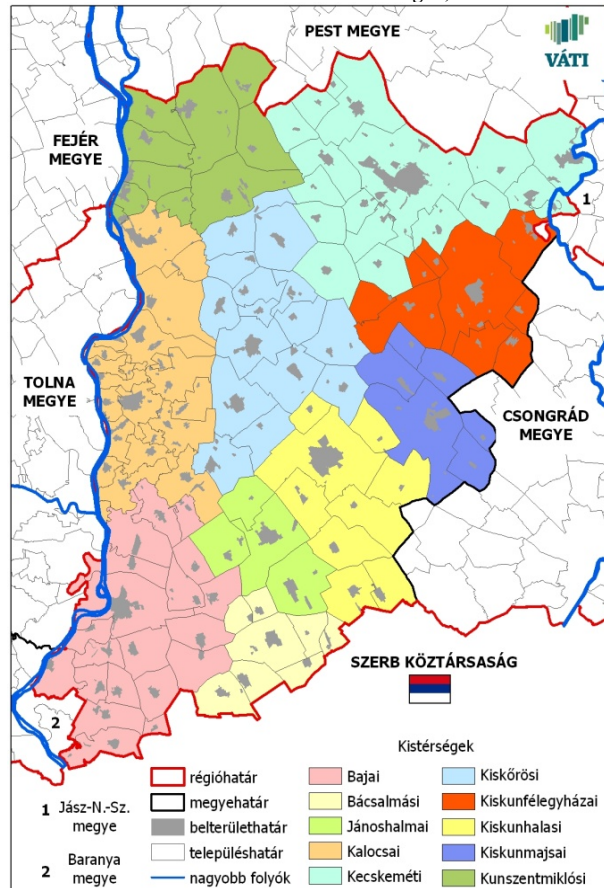 PEST MEGYE
VÁTI
FEJÉR
MEGYE
1
TOLNA
MEGYE
CSONGRÁD
MEGYE
SZERB KÖZTÁRSASÁG
2
Kistérségek
1 Jász-N.-Sz.
megye
2 Baranya
megye
régióhatár
megyehatár
belterülethatár
településhatár
nagyobb folyók
Bajai
Bácsalmási
Jánoshalmai
Kalocsai
Kecskeméti
Kiskőrösi
Kiskunfélegyházai
Kiskunhalasi
Kiskunmajsai
Kunszentmiklósi